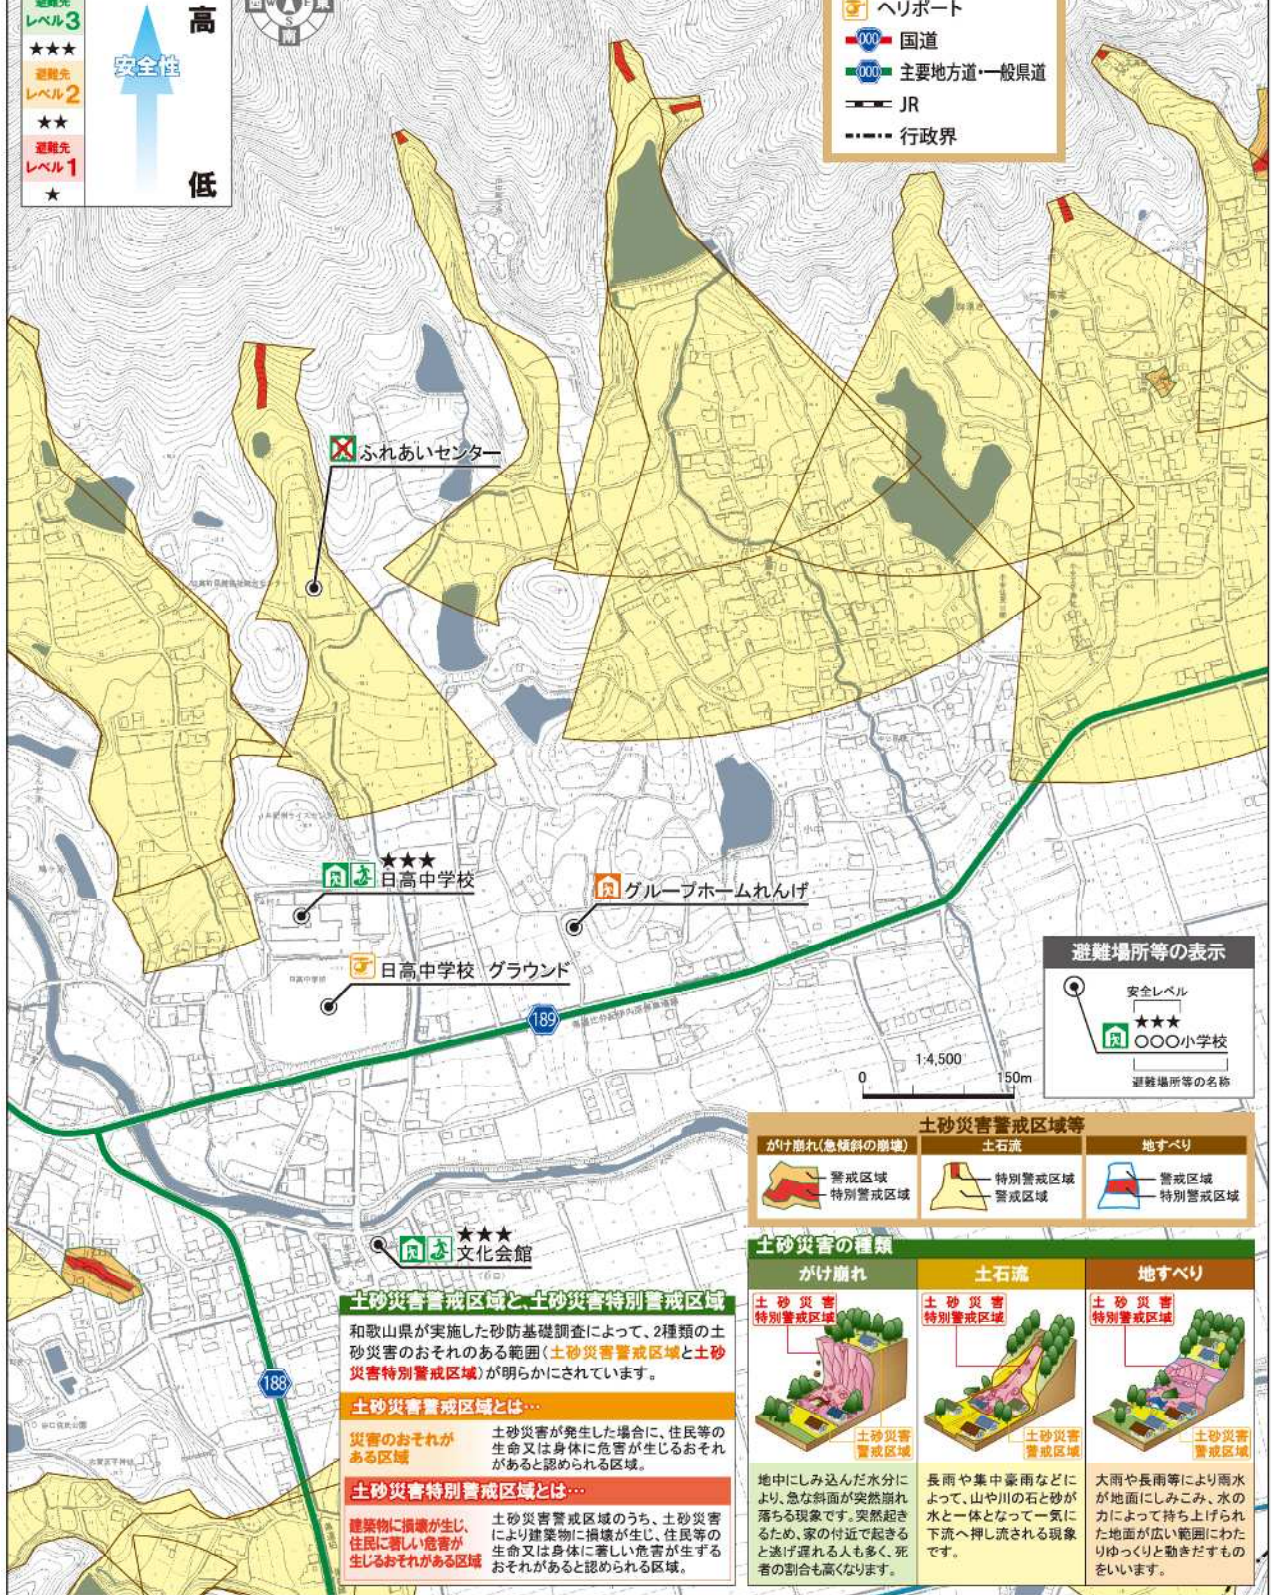 避難先
レベル3
★★★
避難先
レベル2
★★
避難先
レベル1
★
高
安全性
低
西 W E 東
S
南
ヘリポート
000 国道
000 主要地方道・一般県道
JR
行政界
ふれあいセンター
★★★
日高中学校
グループホームれんげ
日高中学校 グラウンド
日高中学校
小中
189
避難場所等の表示
安全レベル
★★★
〇〇〇小学校
避難場所等の名称
1:4,500
0 150m
土砂災害警戒区域等
がけ崩れ(急傾斜の崩壊)
警戒区域
特別警戒区域
土石流
特別警戒区域
警戒区域
地すべり
警戒区域
特別警戒区域
★★★
文化会館
188
谷口住民公園
土砂災害警戒区域と、土砂災害特別警戒区域
和歌山県が実施した砂防基礎調査によって、2種類の土
砂災害のおそれのある範囲(土砂災害警戒区域と土砂
災害特別警戒区域)が明らかにされています。
土砂災害警戒区域とは…
災害のおそれが
ある区域
土砂災害が発生した場合に、住民等の
生命又は身体に危害が生じるおそれ
があると認められる区域。
土砂災害特別警戒区域とは…
建築物に損壊が生じ、
住民に著しい危害が
生じるおそれがある区域
土砂災害警戒区域のうち、土砂災害
により建築物に損壊が生じ、住民等の
生命又は身体に著しい危害が生ずる
おそれがあると認められる区域。
土砂災害の種類
がけ崩れ
土砂災害
特別警戒区域
土砂災害
警戒区域
地中にしみ込んだ水分に
より、急な斜面が突然崩れ
落ちる現象です。突然起き
るため、家の付近で起きる
と逃げ遅れる人も多く、死
者の割合も高くなります。
土石流
土砂災害
特別警戒区域
土砂災害
警戒区域
長雨や集中豪雨などに
よって、山や川の石と砂が
水と一体となって一気に
下流へ押し流される現象
です。
地すべり
土砂災害
特別警戒区域
土砂災害
警戒区域
大雨や長雨等により雨水
が地面にしみこみ、水の
力によって持ち上げられ
た地面が広い範囲にわた
りゆっくりと動きだすもの
をいいます。